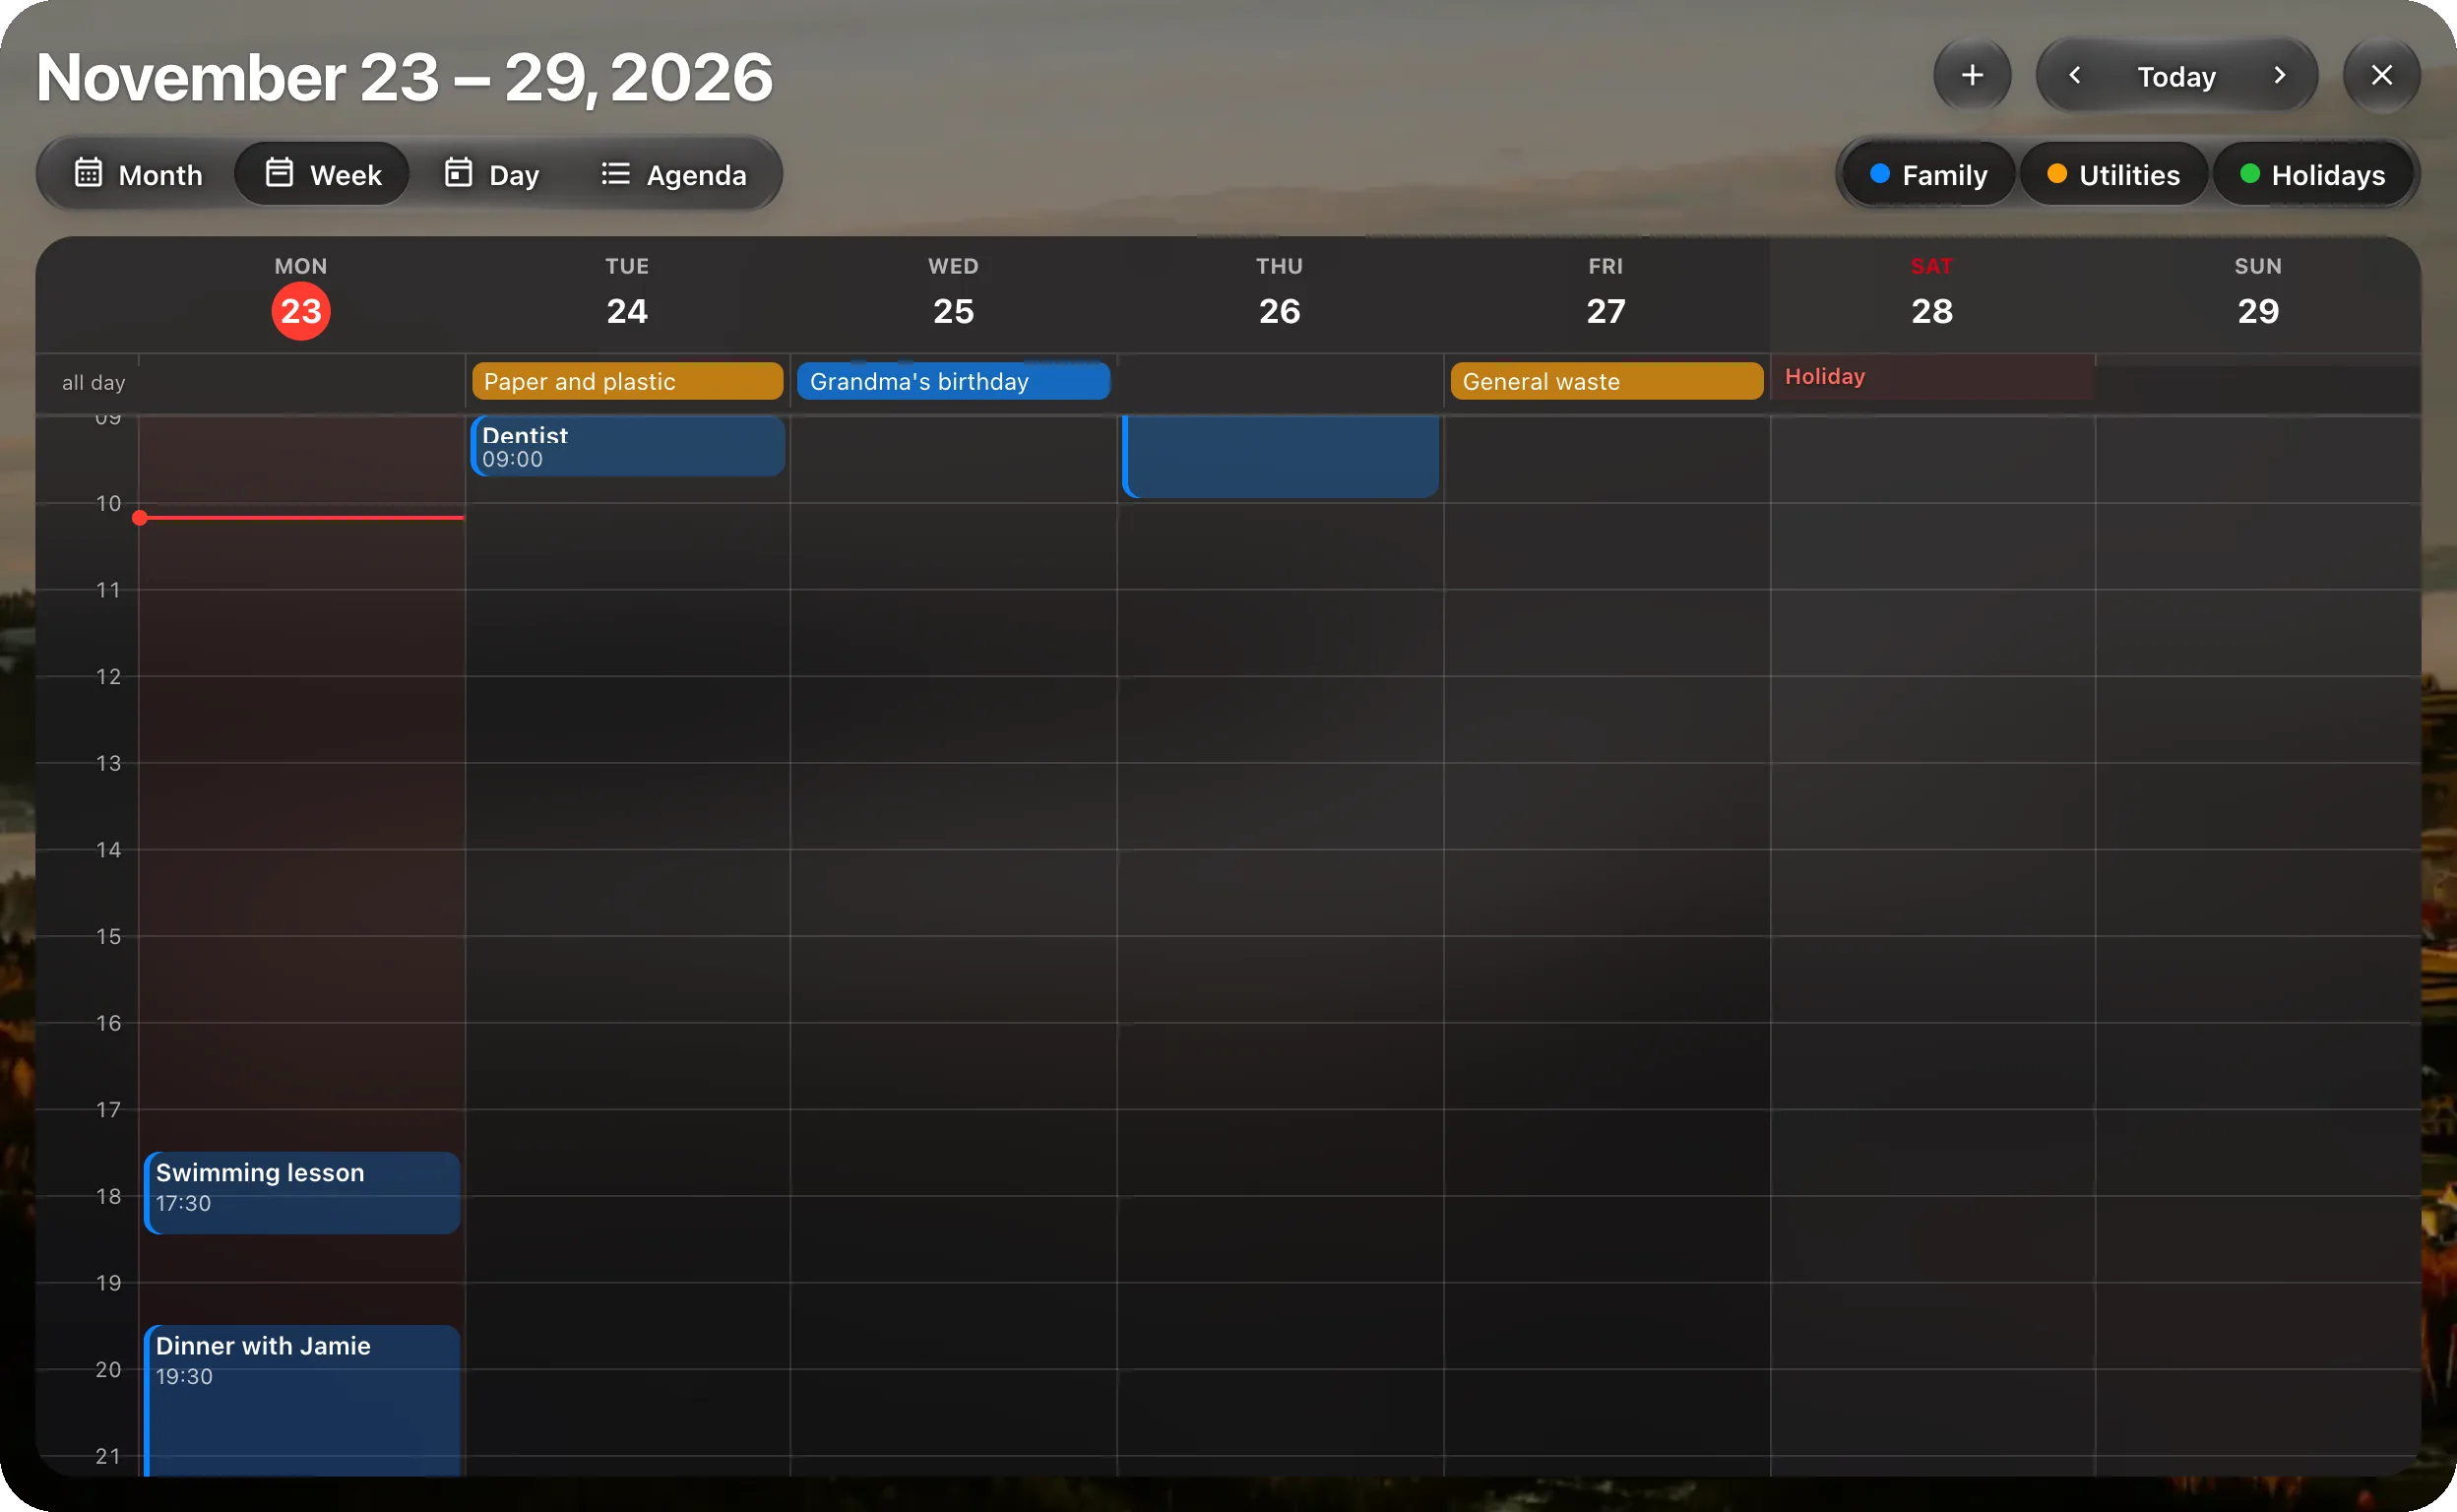 November 23 – 29, 2026
Today
Month
Week
Day
Agenda
Family
Utilities
Holidays
MON
TUE
WED
THU
FRI
SAT
SUN
23
24
25
26
27
28
29
all day
Paper and plastic
Grandma's birthday
General waste
Holiday
09
Dentist
09:00
10
11
12
13
14
15
16
17
Swimming lesson
18
17:30
19
Dinner with Jamie
20
19:30
21